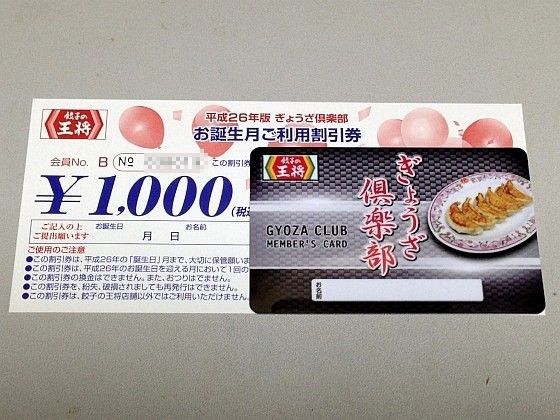 餃子の
王将
平成26年版 ぎょうざ倶楽部
お誕生月ご利用割引券
会員No. B No
この割引券
¥1,000
(税込
ご記入の上
ご提出願います
お誕生日
お名前
月 日
ご使用のご注意
●この割引券は、平成26年の「誕生日」月まで、大切に保管願いま
●この割引券は、平成26年のお誕生日を迎える月において1回の
●この割引券の換金はできません。また、おつりはでません。
●この割引券を、紛失、破損されましても再発行はできません。
●この割引券は、餃子の王将店舗以外ではご利用いただけません。
餃子の
王将
ぎょうざ
倶楽部
GYOZA CLUB
MEMBER'S CARD
お名前